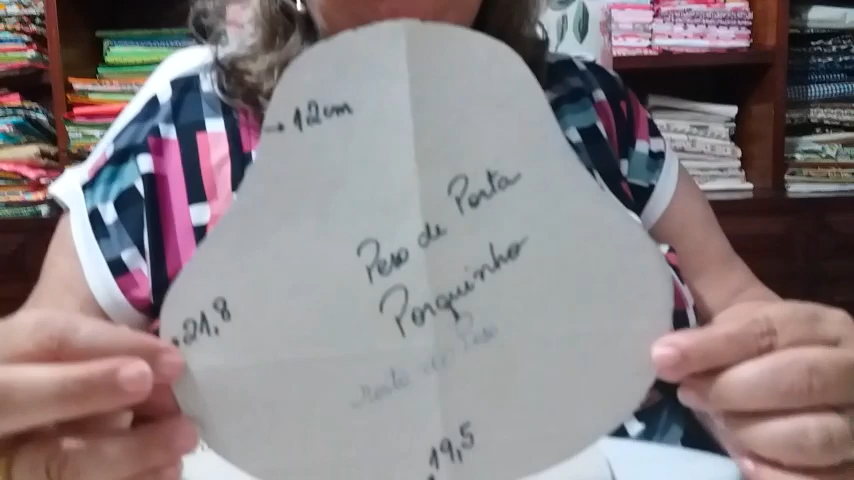 → 12cm
Peso de Porta
Porquinho
21,8
19,5